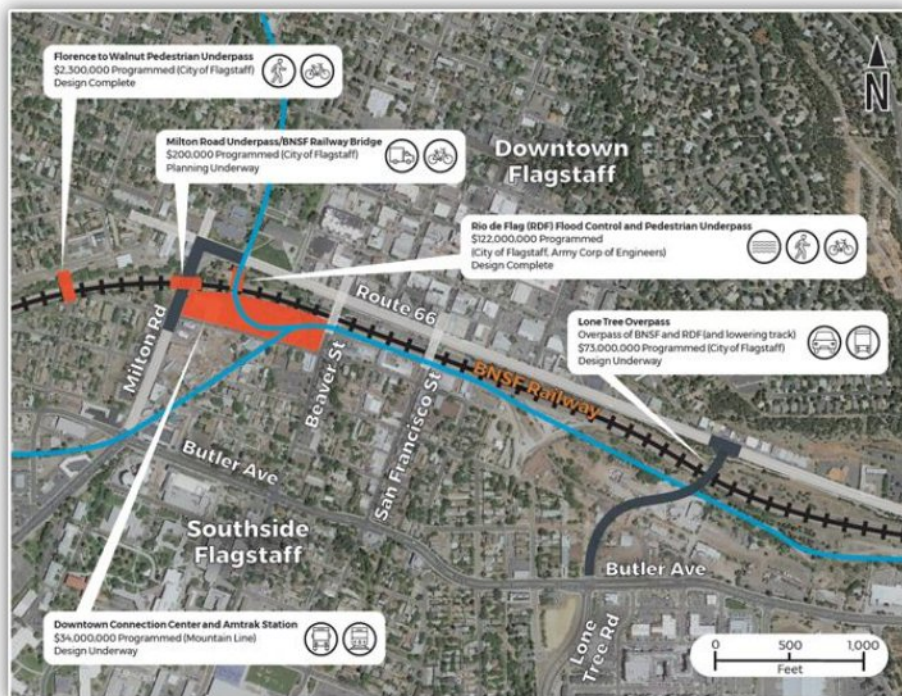 Florence to Walnut Pedestrian Underpass
$2,300,000 Programmed (City of Flagstaff)
Design Complete
N
Milton Road Underpass/BNSF Railway Bridge
$200,000 Programmed (City of Flagstaff)
Planning Underway
Downtown
Flagstaff
Rio de Flag (RDF) Flood Control and Pedestrian Underpass
$122,000,000 Programmed
(City of Flagstaff, Army Corp of Engineers)
Design Complete
Route 66
Lone Tree Overpass
Overpass of BNSF and RDF (and lowering track)
$73,000,000 Programmed (City of Flagstaff)
Design Underway
Milton Rd
Beaver St
BNSF Railway
San Francisco St
Butler Ave
Southside
Flagstaff
Butler Ave
Lone
Tree Rd
Downtown Connection Center and Amtrak Station
$34,000,000 Programmed (Mountain Line)
Design Underway
0 500 1,000
Feet